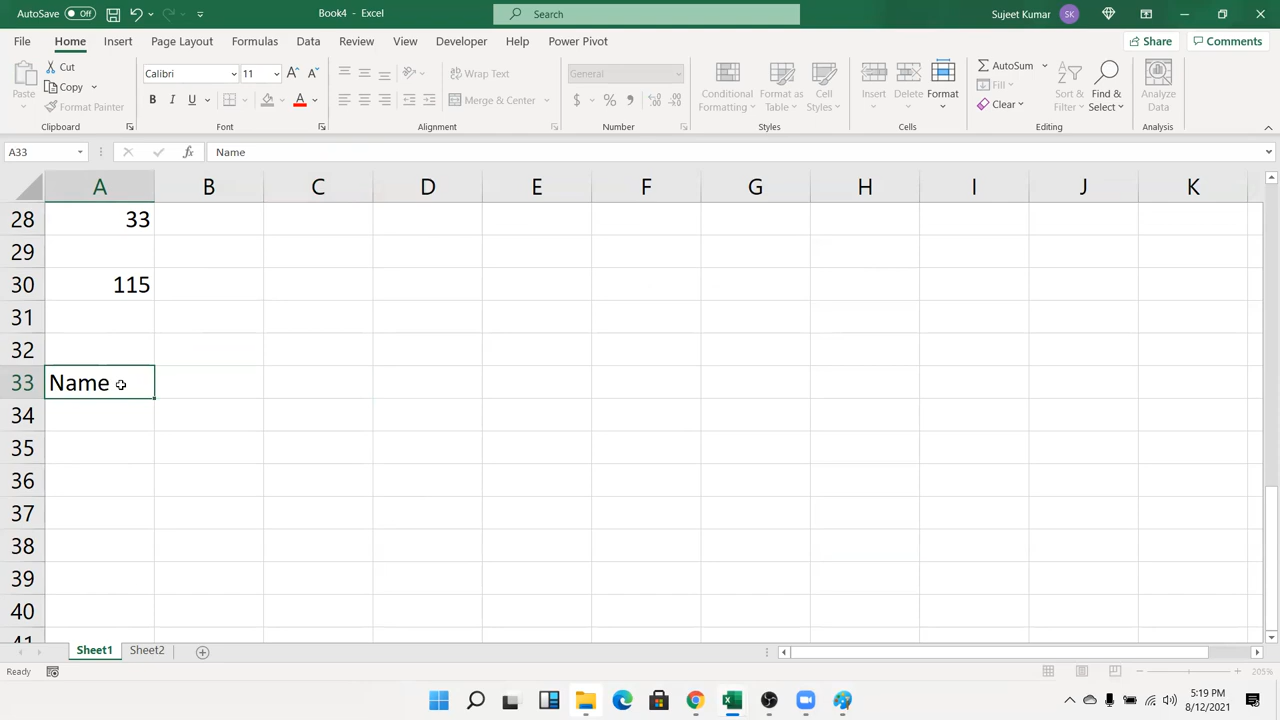 AutoSave Off Book4 - Excel Search Sujeet Kumar SK
File Home Insert Page Layout Formulas Data Review View Developer Help Power Pivot Share Comments
Paste Cut Copy Format Painter Clipboard
Calibri 11 B I U A Font
Wrap Text Merge & Center Alignment
General $ % , Number
Conditional Formatting Format as Table Cell Styles Styles
Insert Delete Format Cells
AutoSum Fill Clear Sort & Filter Find & Select Editing
Analyze Data Analysis
A33 fx Name
A B C D E F G H I J K
28 33
29
30 115
31
32
33 Name
34
35
36
37
38
39
40
41
Sheet1 Sheet2
Ready 205%
5:19 PM
8/12/2021